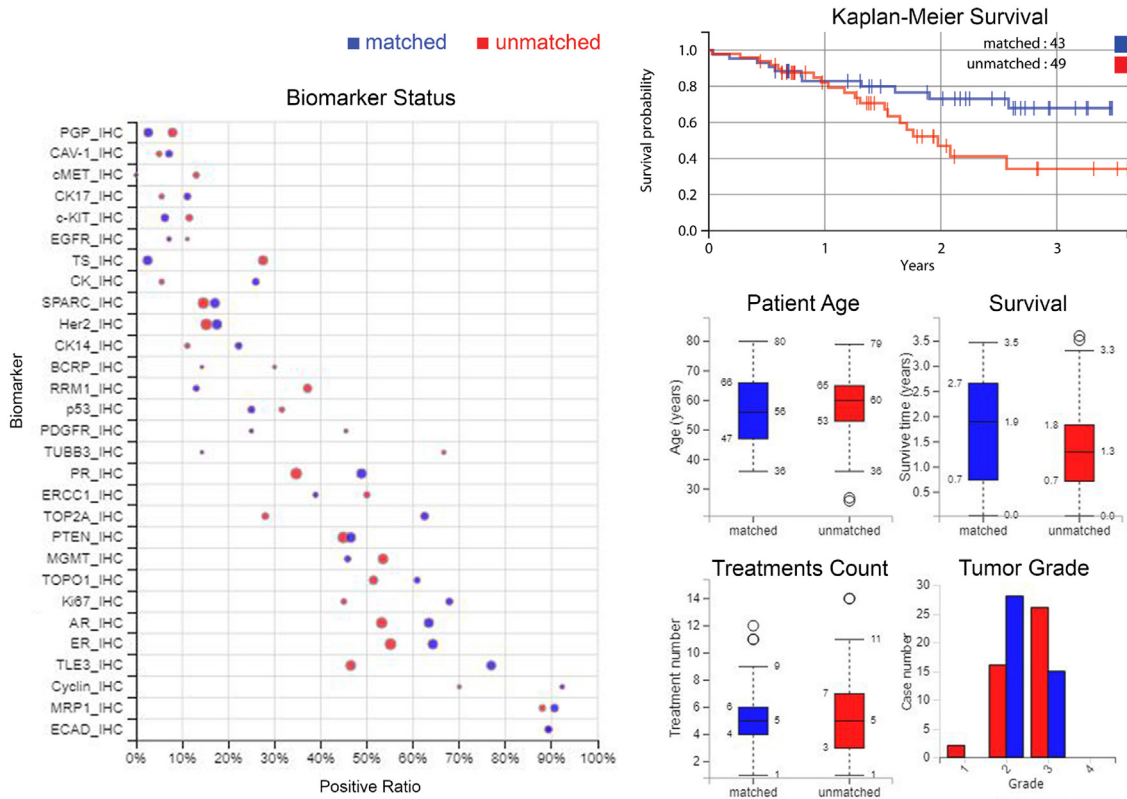 matched
unmatched
Biomarker Status
Biomarker
PGP_IHC
CAV-1_IHC
cMET_IHC
CK17_IHC
c-KIT_IHC
EGFR_IHC
TS_IHC
CK_IHC
SPARC_IHC
Her2_IHC
CK14_IHC
BCRP_IHC
RRM1_IHC
p53_IHC
PDGFR_IHC
TUBB3_IHC
PR_IHC
ERCC1_IHC
TOP2A_IHC
PTEN_IHC
MGMT_IHC
TOPO1_IHC
Ki67_IHC
AR_IHC
ER_IHC
TLE3_IHC
Cyclin_IHC
MRP1_IHC
ECAD_IHC
0% 10% 20% 30% 40% 50% 60% 70% 80% 90% 100%
Positive Ratio
Kaplan-Meier Survival
matched : 43
unmatched : 49
Survival probability
1.0
0.8
0.6
0.4
0.2
0.0
0 1 2 3
Years
Patient Age
Age (years)
80
70
60
50
40
30
80
66
56
47
36
79
65
60
53
36
matched unmatched
Survival
Survive time (years)
3.5
3.0
2.5
2.0
1.5
1.0
0.5
3.5
2.7
1.9
0.7
0.0
3.3
1.8
1.3
0.7
0.0
matched unmatched
Treatments Count
Treatment number
14
12
10
8
6
4
2
9
6
5
4
1
11
7
5
3
1
matched unmatched
Tumor Grade
Case number
30
25
20
15
10
5
0
1 2 3 4
Grade